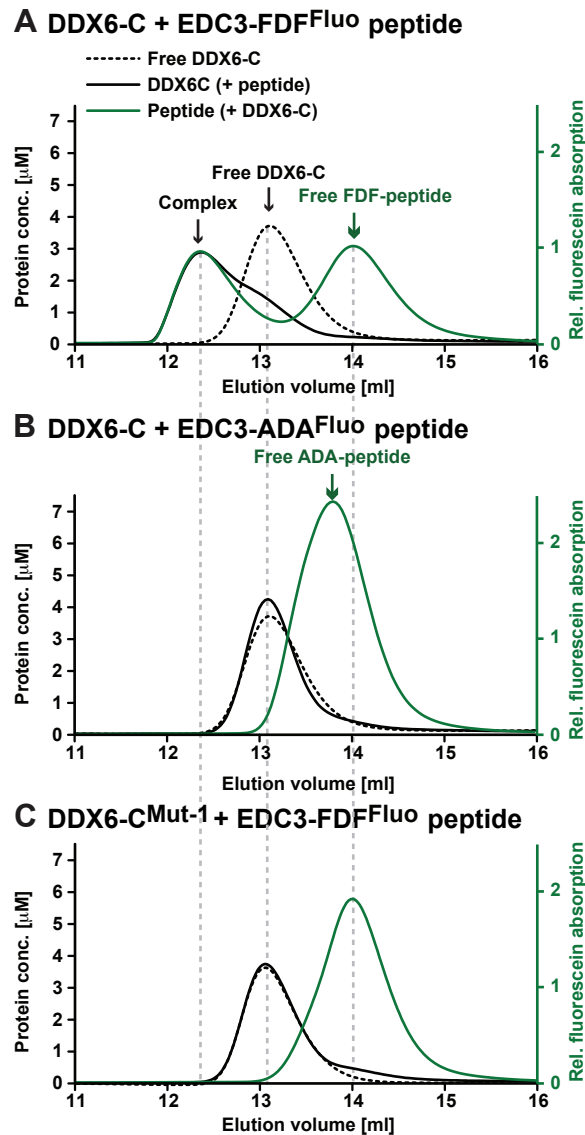 A DDX6-C + EDC3-FDFFluo peptide
Free DDX6-C
DDX6C (+ peptide)
Peptide (+ DDX6-C)
Protein conc. [µM]
7
6
5
4
3
2
1
0
Complex
Free DDX6-C
Free FDF-peptide
2
1
0
Rel. fluorescein absorption
11 12 13 14 15 16
Elution volume [ml]
B DDX6-C + EDC3-ADAFluo peptide
Free ADA-peptide
Protein conc. [µM]
7
6
5
4
3
2
1
0
2
1
0
Rel. fluorescein absorption
11 12 13 14 15 16
Elution volume [ml]
C DDX6-CMut-1 + EDC3-FDFFluo peptide
Protein conc. [µM]
7
6
5
4
3
2
1
0
2
1
0
Rel. fluorescein absorption
11 12 13 14 15 16
Elution volume [ml]